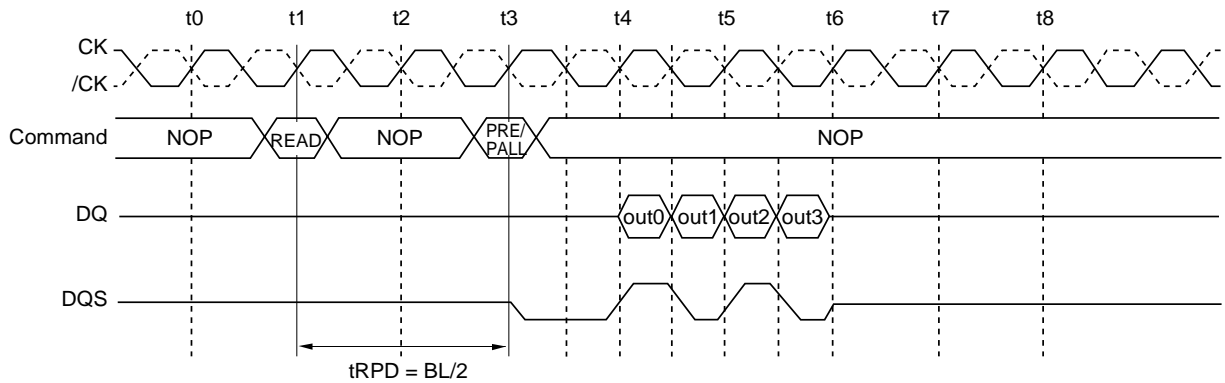 t0 t1 t2 t3 t4 t5 t6 t7 t8
CK
/CK
Command NOP READ NOP PRE/ PALL NOP
DQ out0 out1 out2 out3
DQS
tRPD = BL/2